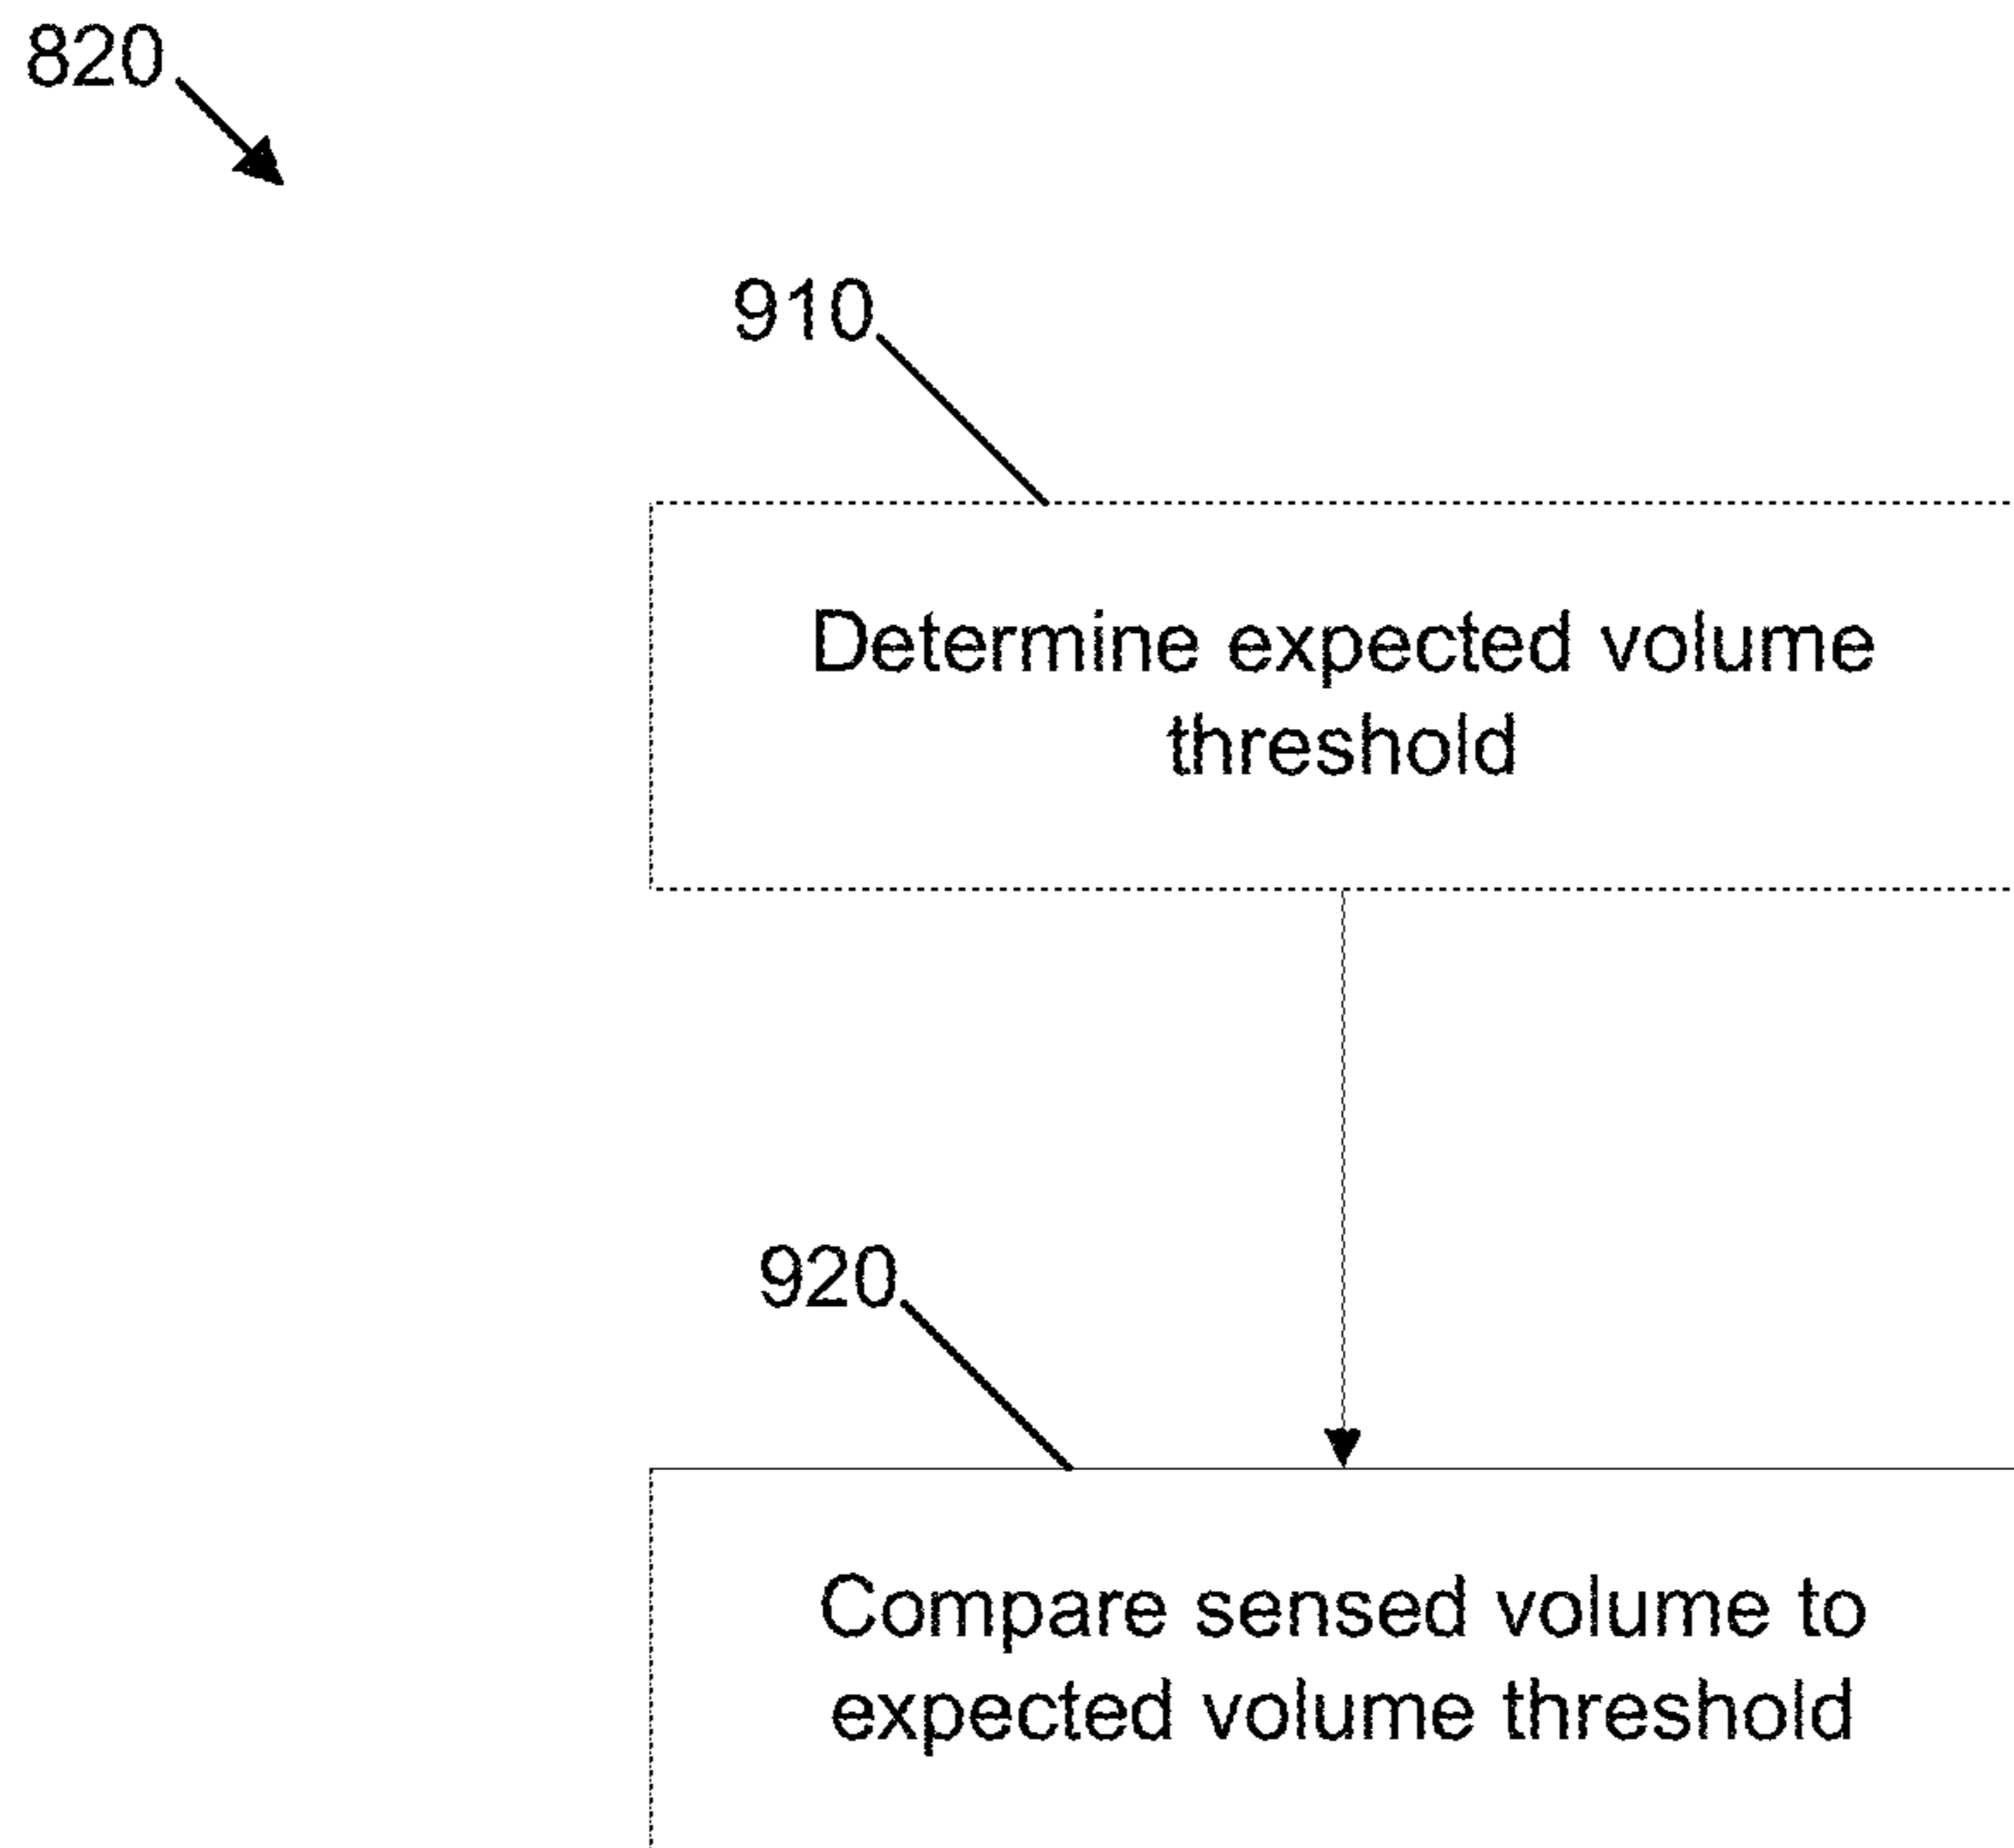 820
910
Determine expected volume
threshold
920
Compare sensed volume to
expected volume threshold